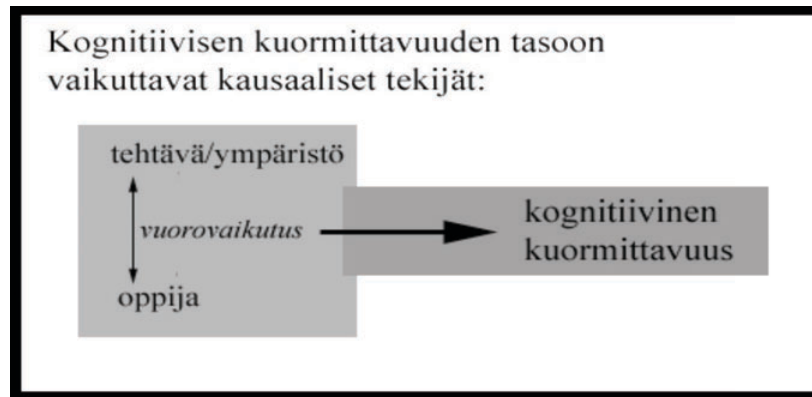 Kognitiivisen kuormittavuuden tasoon
vaikuttavat kausaaliset tekijät:
tehtävä/ympäristö
vuorovaikutus
oppija
kognitiivinen
kuormittavuus